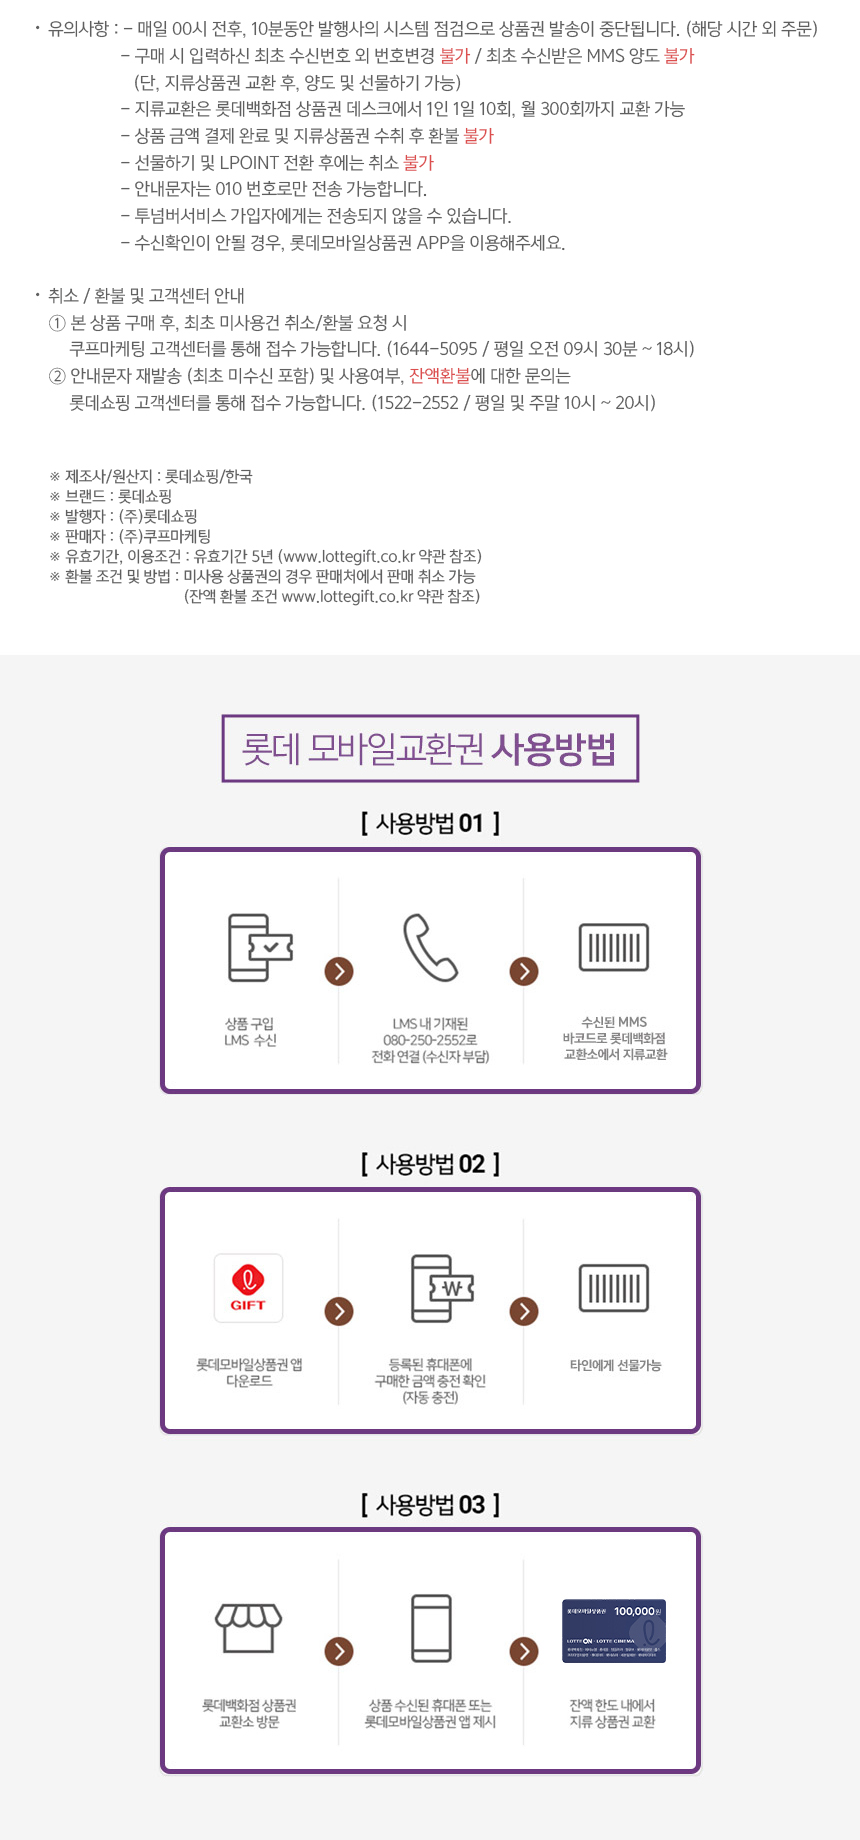 · 유의사항 : - 매일 00시 전후, 10분동안 발행사의 시스템 점검으로 상품권 발송이 중단됩니다. (해당 시간 외 주문)
- 구매 시 입력하신 최초 수신번호 외 번호변경 불가 / 최초 수신받은 MMS 양도 불가
(단, 지류상품권 교환 후, 양도 및 선물하기 가능)
- 지류교환은 롯데백화점 상품권 데스크에서 1인 1일 10회, 월 300회까지 교환 가능
- 상품 금액 결제 완료 및 지류상품권 수취 후 환불 불가
- 선물하기 및 LPOINT 전환 후에는 취소 불가
- 안내문자는 010 번호로만 전송 가능합니다.
- 투넘버서비스 가입자에게는 전송되지 않을 수 있습니다.
- 수신확인이 안될 경우, 롯데모바일상품권 APP을 이용해주세요.
· 취소 / 환불 및 고객센터 안내
① 본 상품 구매 후, 최초 미사용건 취소/환불 요청 시
쿠프마케팅 고객센터를 통해 접수 가능합니다. (1644-5095 / 평일 오전 09시 30분 ~ 18시)
② 안내문자 재발송 (최초 미수신 포함) 및 사용여부, 잔액환불에 대한 문의는
롯데쇼핑 고객센터를 통해 접수 가능합니다. (1522-2552 / 평일 및 주말 10시 ~ 20시)
※ 제조사/원산지 : 롯데쇼핑/한국
※ 브랜드 : 롯데쇼핑
※ 발행자 : (주)롯데쇼핑
※ 판매자 : (주)쿠프마케팅
※ 유효기간, 이용조건 : 유효기간 5년 (www.lottegift.co.kr 약관 참조)
※ 환불 조건 및 방법 : 미사용 상품권의 경우 판매처에서 판매 취소 가능
(잔액 환불 조건 www.lottegift.co.kr 약관 참조)
롯데 모바일교환권 사용방법
[ 사용방법 01 ]
상품 구입
LMS 수신
LMS 내 기재된
080-250-2552로
전화 연결 (수신자 부담)
수신된 MMS
바코드로 롯데백화점
교환소에서 지류교환
[ 사용방법 02 ]
GIFT
롯데모바일상품권 앱
다운로드
W
등록된 휴대폰에
구매한 금액 충전 확인
(자동 충전)
타인에게 선물가능
[ 사용방법 03 ]
롯데백화점 상품권
교환소 방문
상품 수신된 휴대폰 또는
롯데모바일상품권 앱 제시
롯데모바일상품권 100,000원
LOTTE ON · LOTTE CINEMA
잔액 한도 내에서
지류 상품권 교환